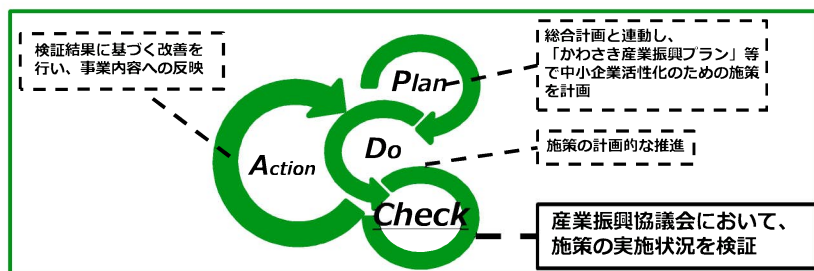 検証結果に基づく改善を
行い、事業内容への反映
Plan
総合計画と連動し、
「かわさき産業振興プラン」等
で中小企業活性化のための施策
を計画
Action
Do
施策の計画的な推進
Check
産業振興協議会において、
施策の実施状況を検証